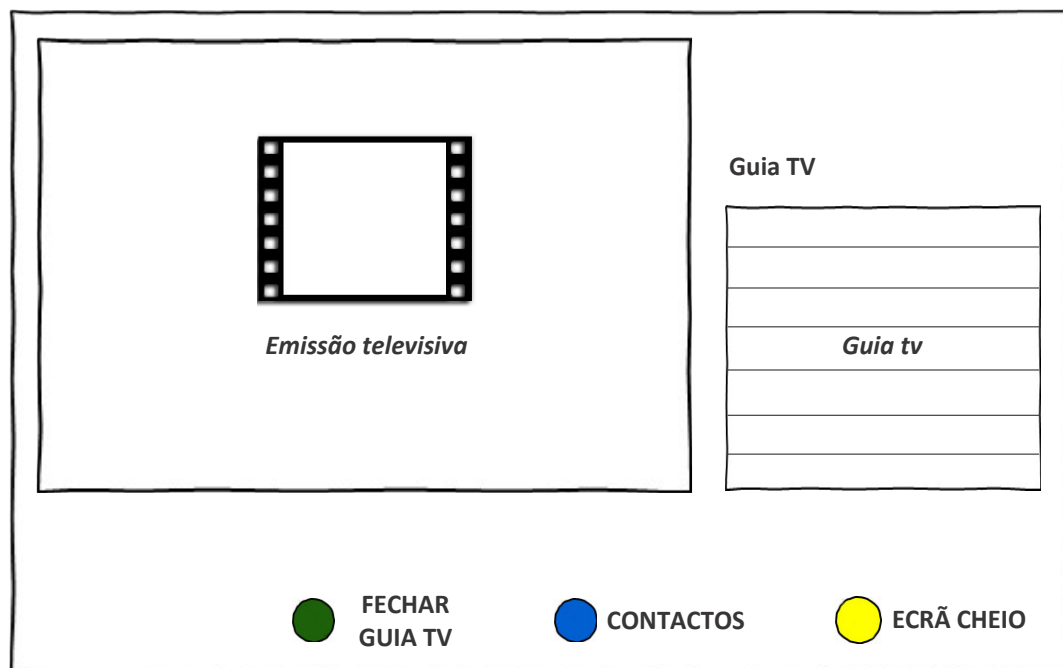 Guia TV
Emissão televisiva
Guia tv
FECHAR
GUIA TV
CONTACTOS
ECRÃ CHEIO